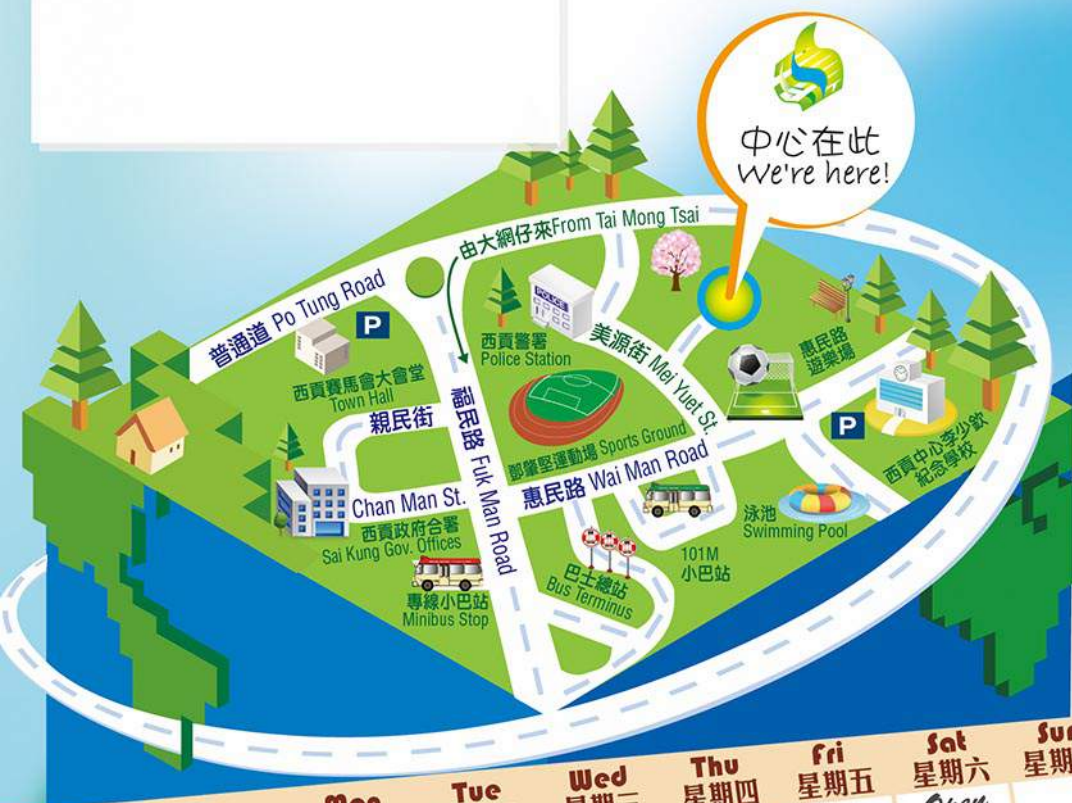 中心在此
We're here!
由大網仔來From Tai Mong Tsai
普通道 Po Tung Road
P
POLICE
西貢警署
Police Station
美源街 Mei Yuet St.
惠民路
遊樂場
西貢賽馬會大會堂
Town Hall
親民街
福民路 Fuk Man Road
鄧肇堅運動場 Sports Ground
惠民路 Wai Man Road
P
西貢中心李少欽
紀念學校
Chan Man St.
西貢政府合署
Sai Kung Gov. Offices
泳池
Swimming Pool
101M
小巴站
巴士總站
Bus Terminus
專線小巴站
Minibus Stop
Tue
Wed
Thu
星期四
Fri
星期五
Sat
星期六
星期